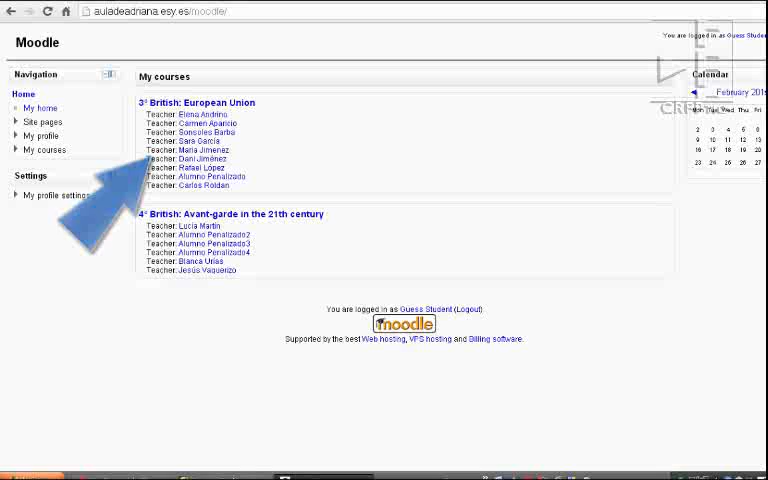 auladeadriana.esy.es/moodle/
Moodle
You are logged in as Guess Studen
Navigation
Home
My home
Site pages
My profile
My courses
Settings
My profile settings
My courses
3º British: European Union
Teacher: Elena Andrino
Teacher: Carmen Aparicio
Teacher: Sonsoles Barba
Teacher: Sara García
Teacher: Maria Jimenez
Teacher: Dani Jiménez
Teacher: Rafael López
Teacher: Alumno Penalizado
Teacher: Carlos Roldan
4º British: Avant-garde in the 21th century
Teacher: Lucía Martín
Teacher: Alumno Penalizado2
Teacher: Alumno Penalizado3
Teacher: Alumno Penalizado4
Teacher: Blanca Urías
Teacher: Jesús Vaquerizo
You are logged in as Guess Student (Logout)
moodle
Supported by the best Web hosting, VPS hosting and Billing software.
Calendar
February 201
Mon Tue Wed Thu Fri
2 3 4 5 6
9 10 11 12 13
16 17 18 19 20
23 24 25 26 27